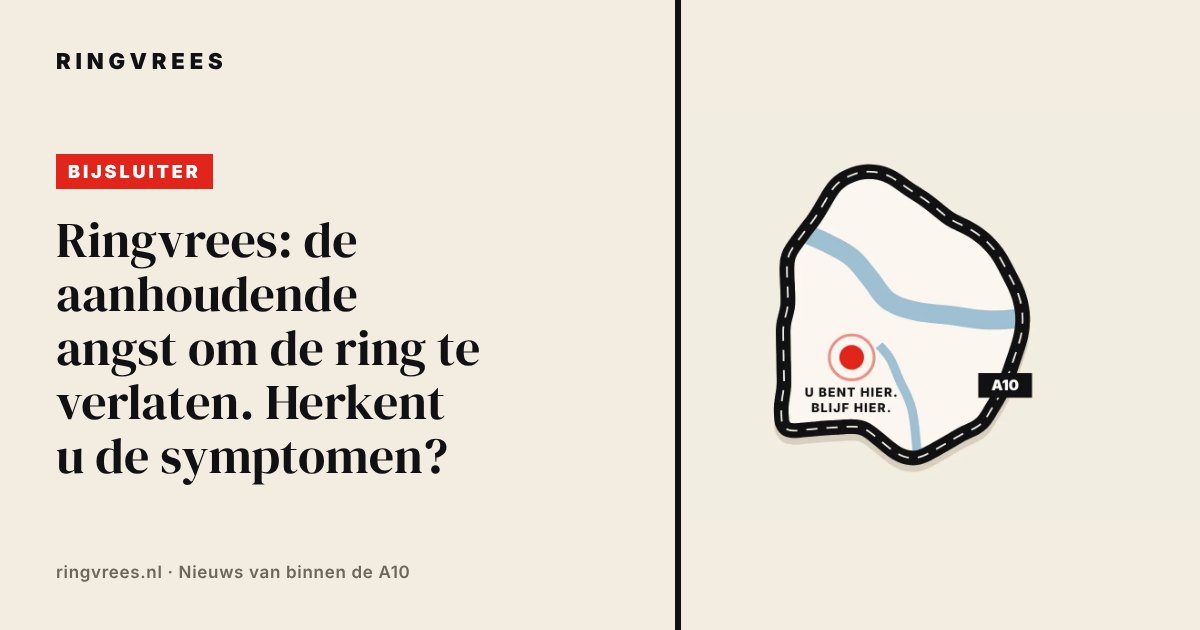 RINGVREES
BIJSLUITER
Ringvrees: de
aanhoudende
angst om de ring te
verlaten. Herkent
u de symptomen?
ringvrees.nl · Nieuws van binnen de A10
U BENT HIER.
BLIJF HIER.
A10